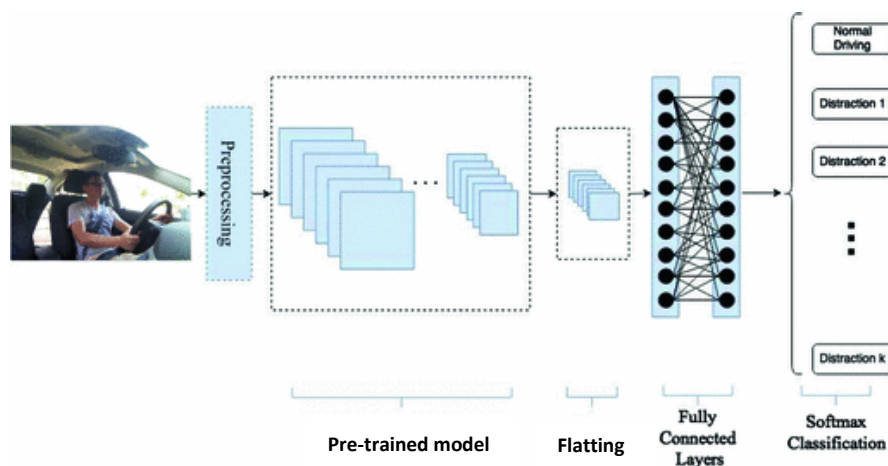 Normal
Driving
Distraction 1
Distraction 2
Distraction k
Preprocessing
Pre-trained model
Flatting
Fully
Connected
Layers
Softmax
Classification